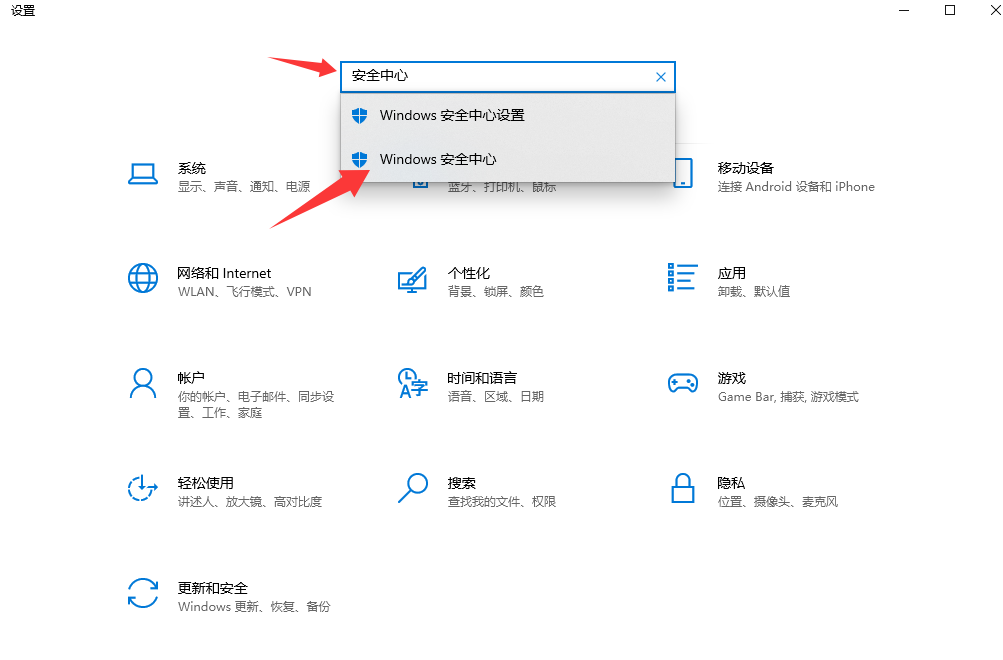 设置
安全中心
Windows 安全中心设置
Windows 安全中心
系统
显示、声音、通知、电源
蓝牙、打印机、鼠标
移动设备
连接 Android 设备和 iPhone
网络和 Internet
WLAN、飞行模式、VPN
个性化
背景、锁屏、颜色
应用
卸载、默认值
帐户
你的帐户、电子邮件、同步设
置、工作、家庭
时间和语言
语音、区域、日期
游戏
Game Bar, 捕获, 游戏模式
轻松使用
讲述人、放大镜、高对比度
搜索
查找我的文件、权限
隐私
位置、摄像头、麦克风
更新和安全
Windows 更新、恢复、备份